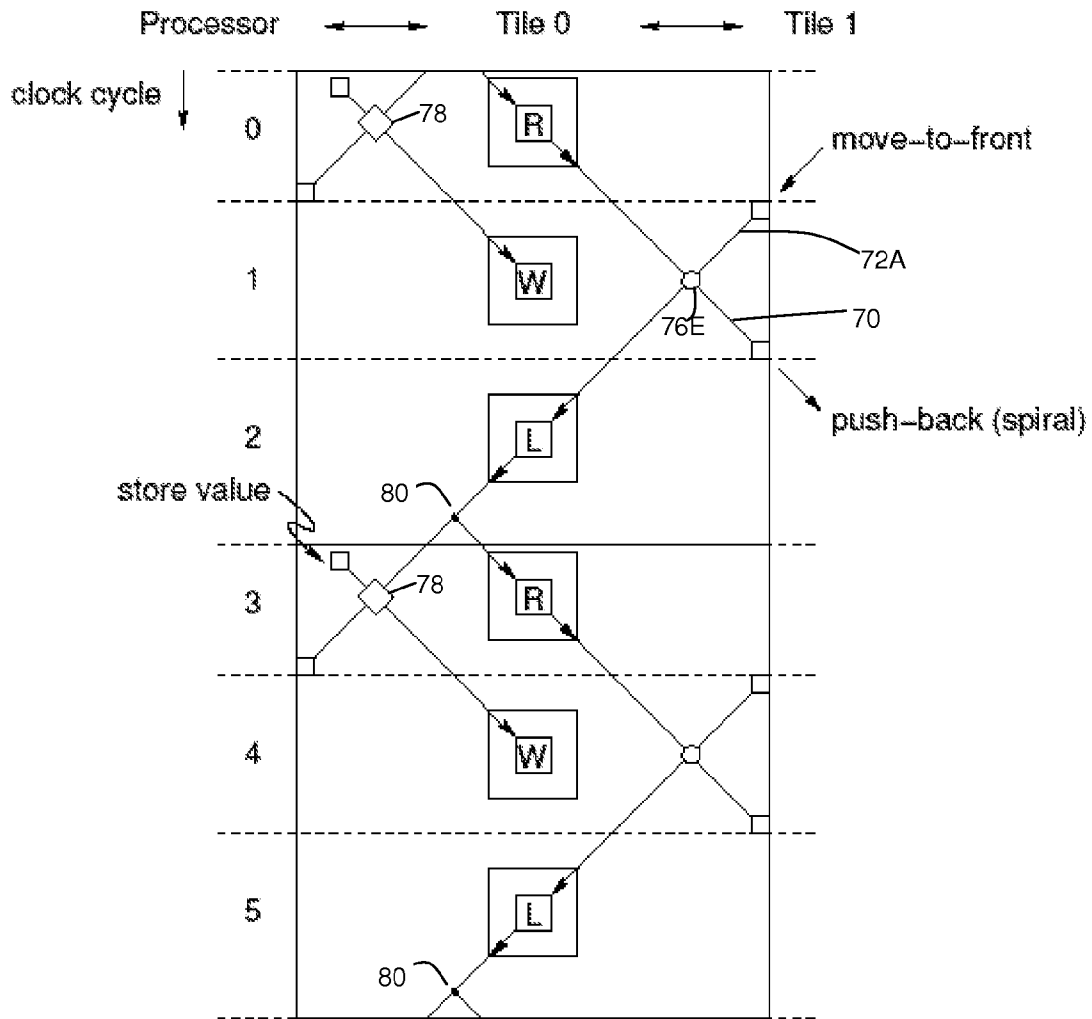 Processor Tile 0 Tile 1
clock cycle
0 78 R
move-to-front
1 W 72A
76E 70
push-back (spiral)
2 L
80
store value
3 78 R
4 W
5 L
80